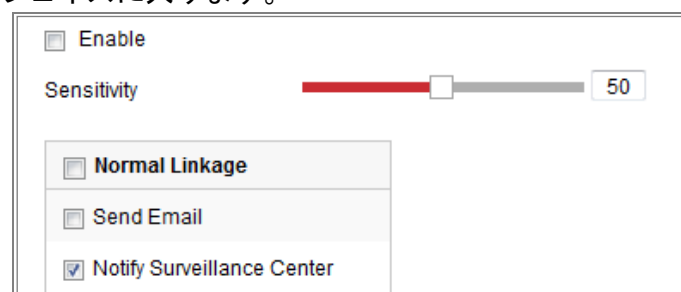 Enable
Sensitivity 50
Normal Linkage
Send Email
Notify Surveillance Center